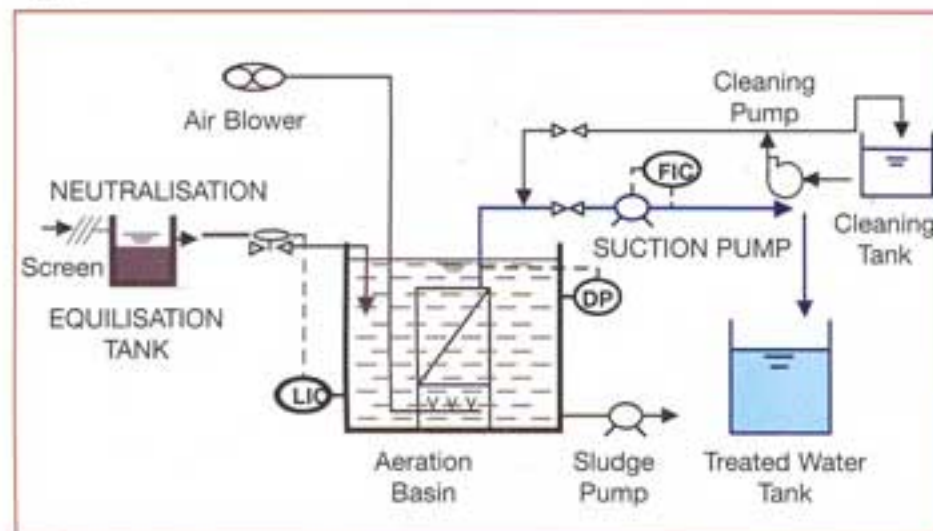 Air Blower
Cleaning
Pump
FIC
NEUTRALISATION
Screen
SUCTION PUMP
Cleaning
Tank
EQUILISATION
TANK
DP
LIC
Aeration
Basin
Sludge
Pump
Treated Water
Tank